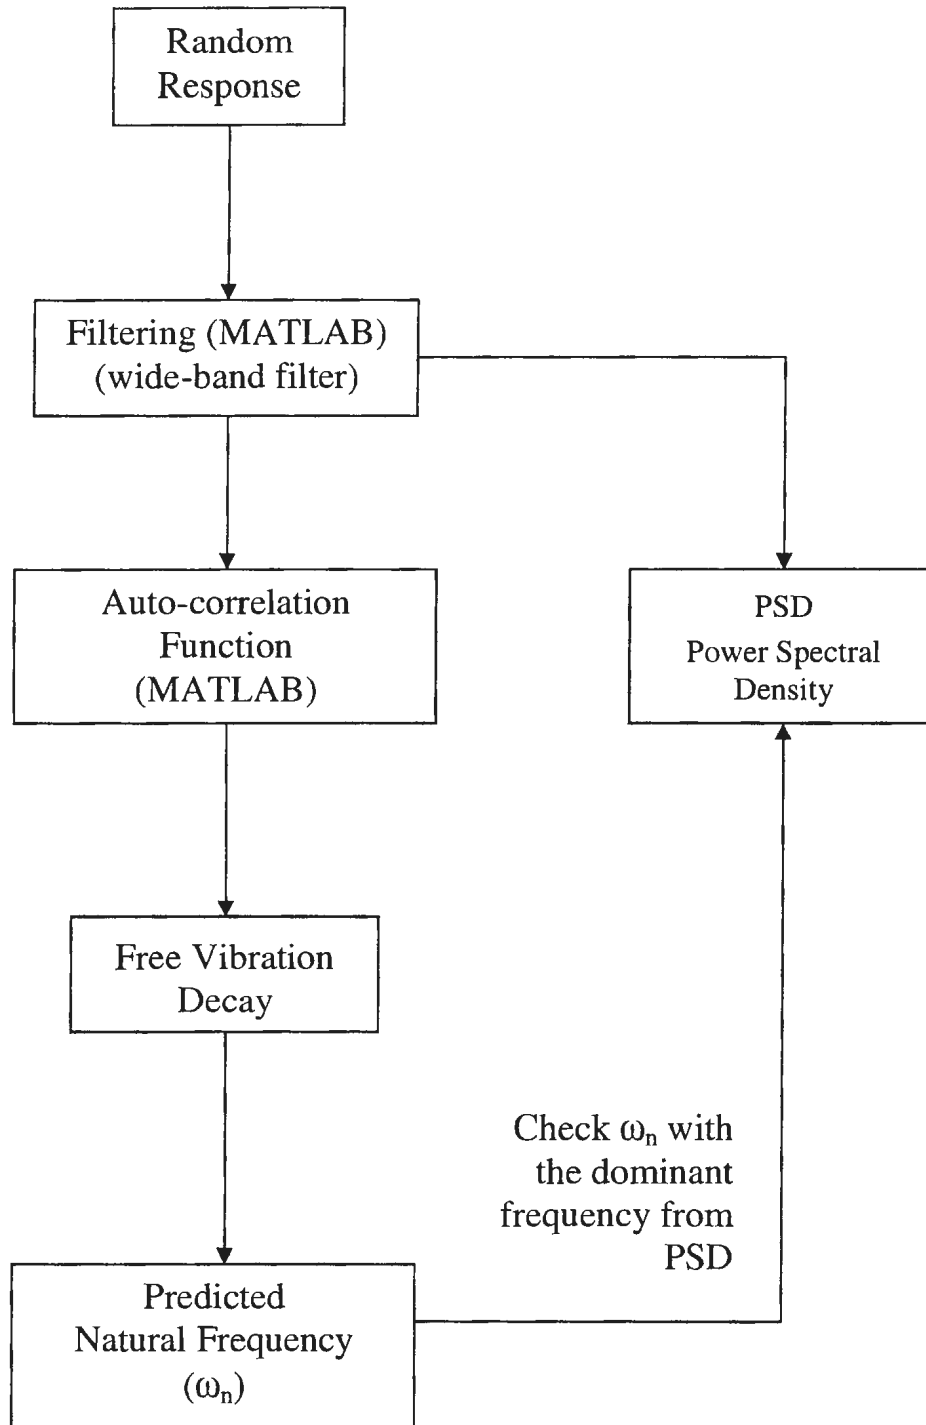 Random
Response
Filtering (MATLAB)
(wide-band filter)
Auto-correlation
Function
(MATLAB)
PSD
Power Spectral
Density
Free Vibration
Decay
Check ωₙ with
the dominant
frequency from
PSD
Predicted
Natural Frequency
(ωₙ)